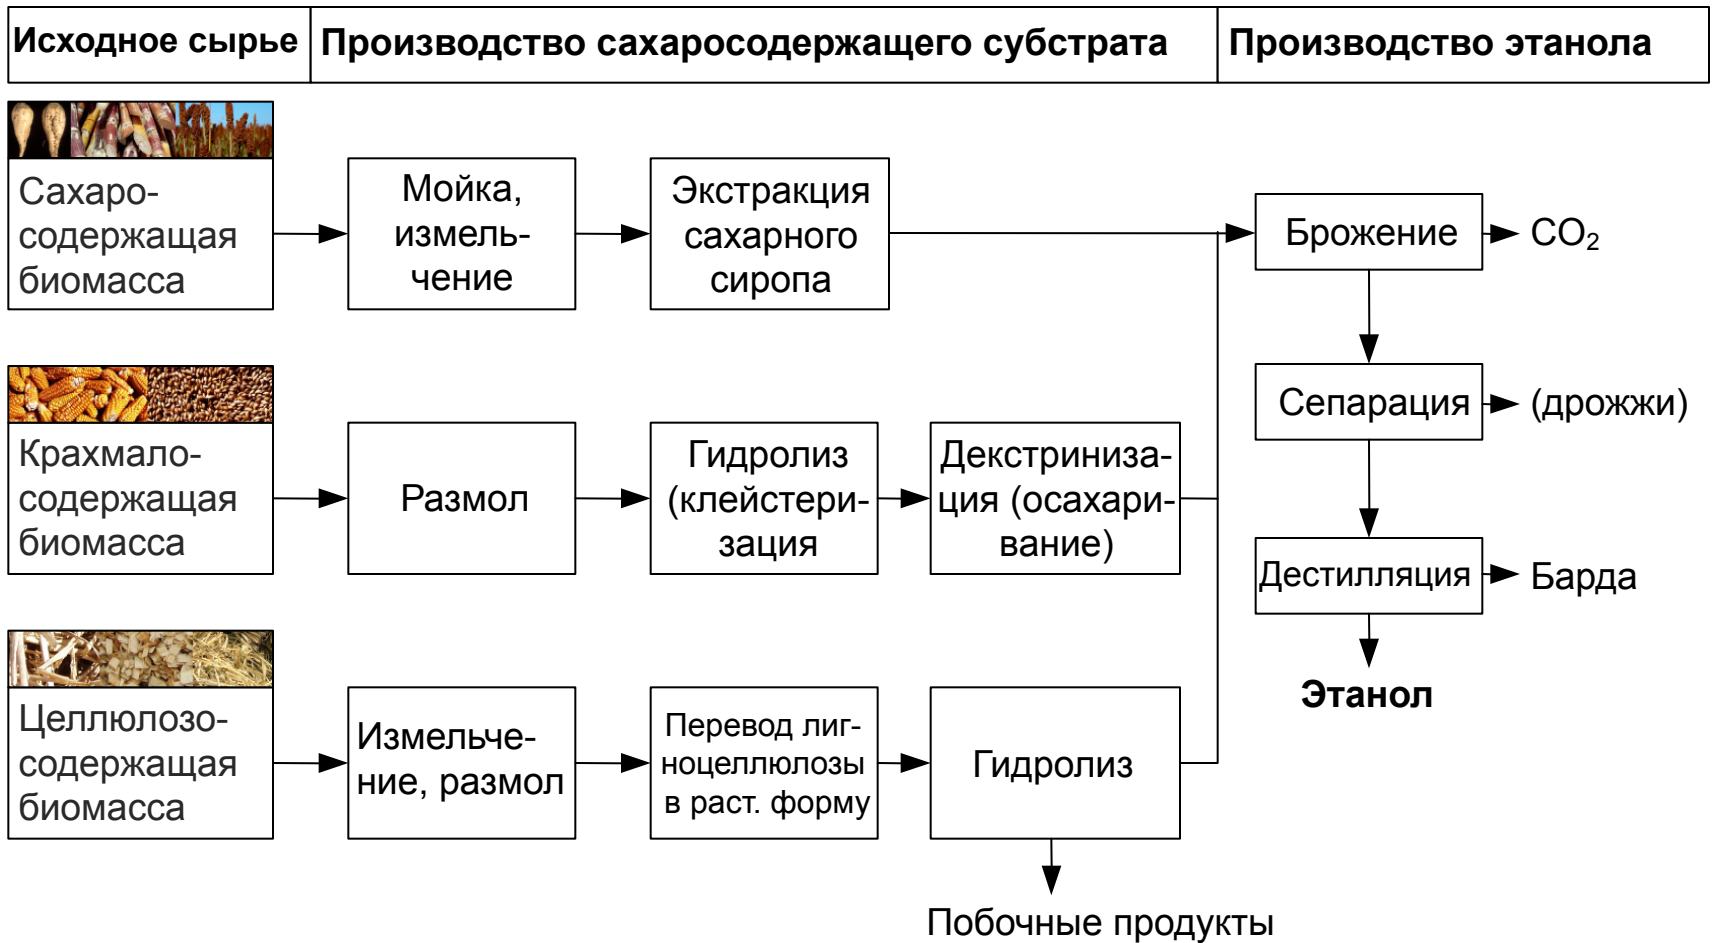 Исходное сырье
Производство сахаросодержащего субстрата
Производство этанола
Сахаро-
содержащая
биомасса
Мойка,
измель-
чение
Экстракция
сахарного
сиропа
Брожение
CO₂
Сепарация
(дрожжи)
Крахмало-
содержащая
биомасса
Размол
Гидролиз
(клейстери-
зация
Декстриниза-
ция (осахари-
вание)
Дестилляция
Барда
Этанол
Целлюлозо-
содержащая
биомасса
Измельче-
ние, размол
Перевод лиг-
ноцеллюлозы
в раст. форму
Гидролиз
Побочные продукты